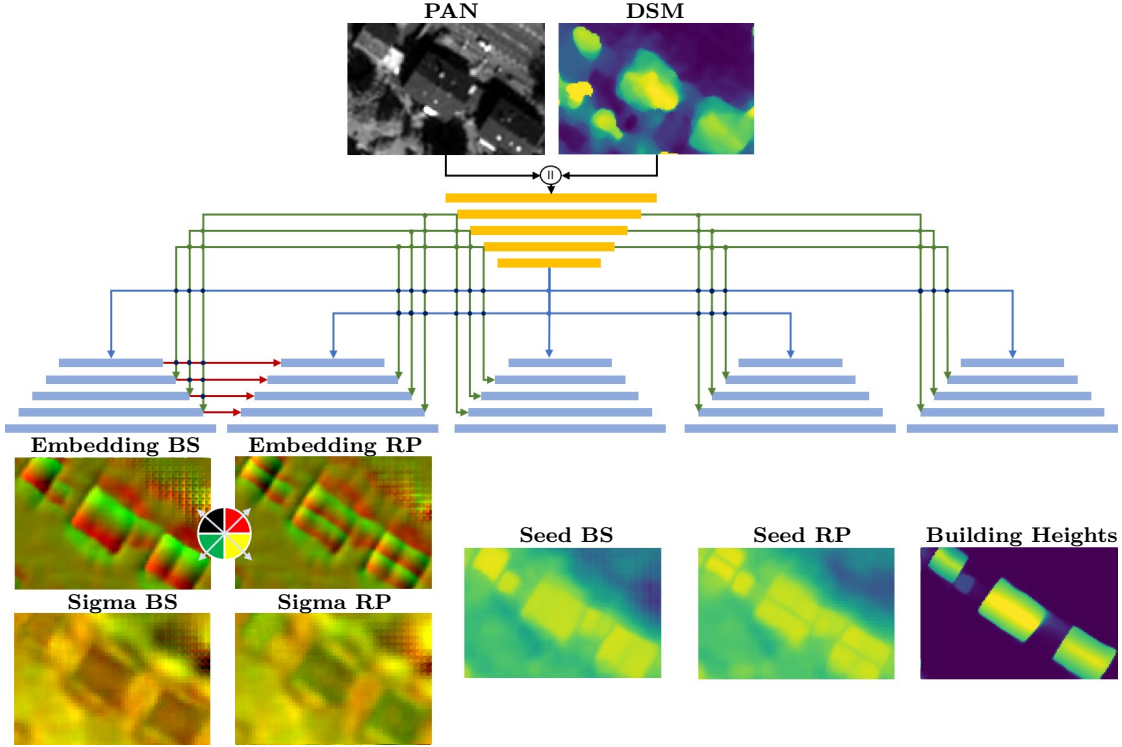 PAN DSM
||
Embedding BS Embedding RP
Seed BS Seed RP Building Heights
Sigma BS Sigma RP